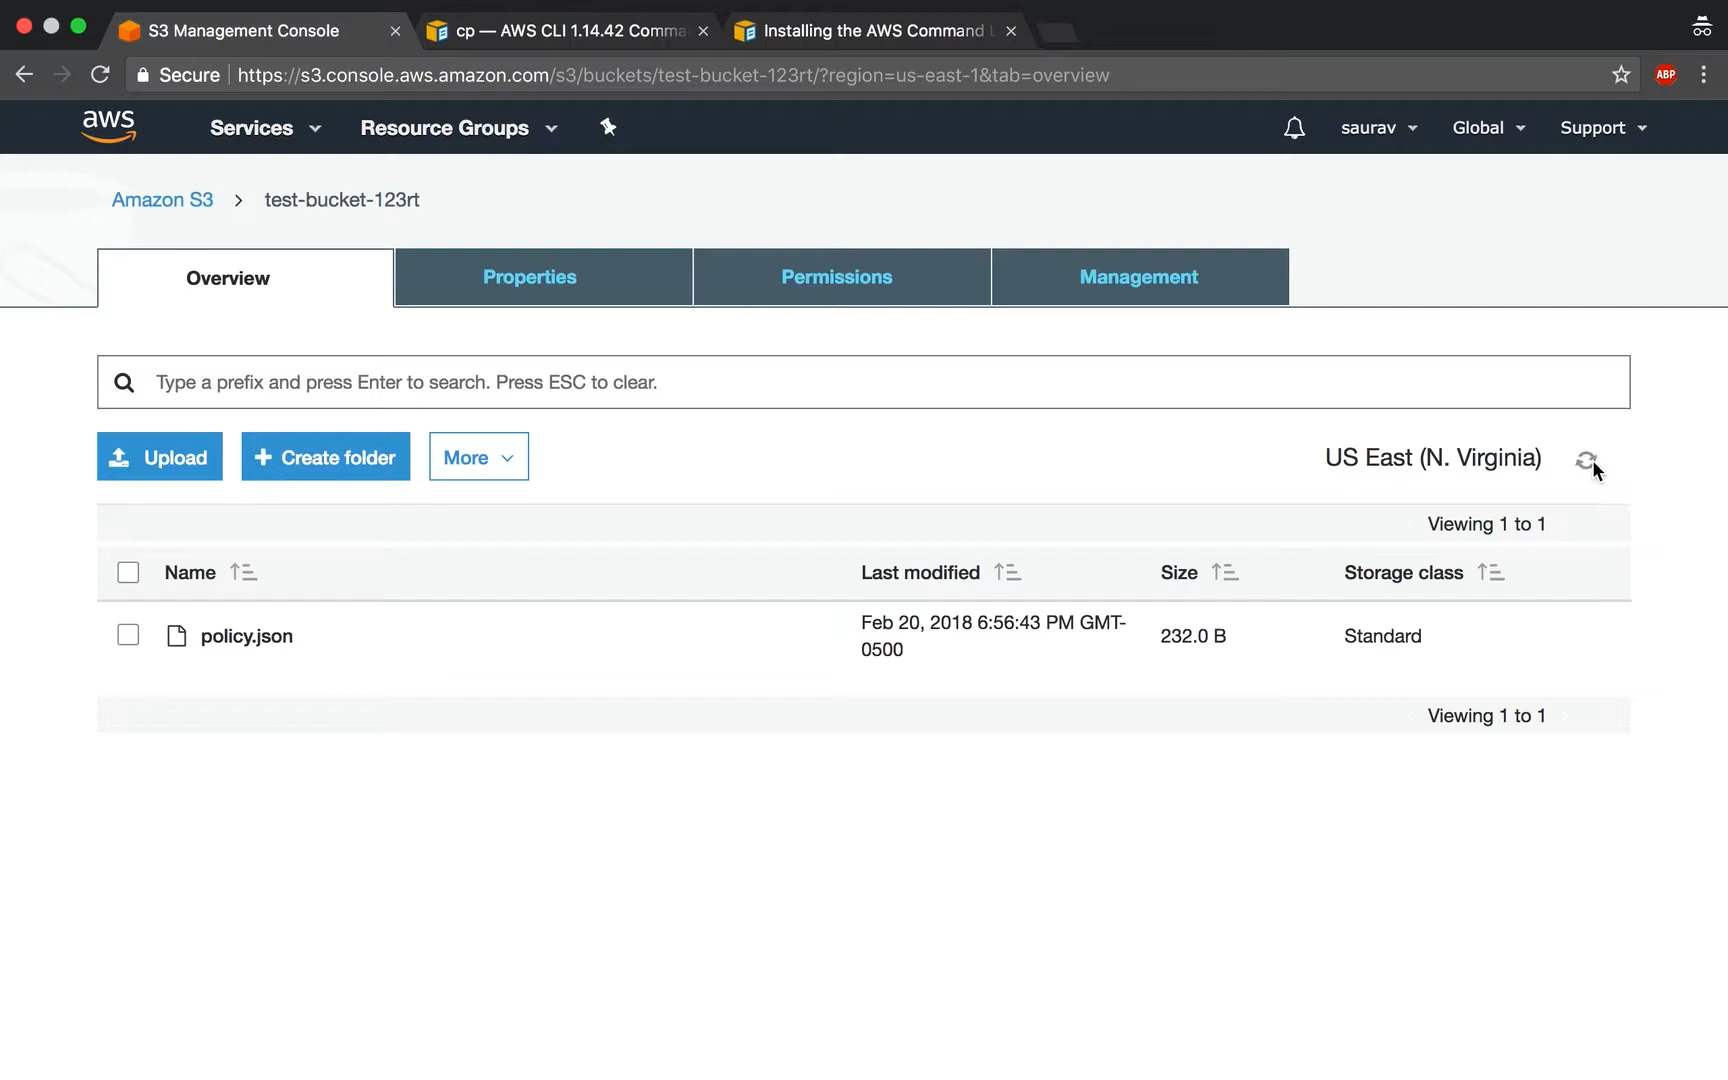 S3 Management Console
cp — AWS CLI 1.14.42 Comma
Installing the AWS Command L
Secure
https://s3.console.aws.amazon.com/s3/buckets/test-bucket-123rt/?region=us-east-1&tab=overview
ABP
aws
Services
Resource Groups
saurav
Global
Support
Amazon S3 > test-bucket-123rt
Overview
Properties
Permissions
Management
Type a prefix and press Enter to search. Press ESC to clear.
Upload
+ Create folder
More
US East (N. Virginia)
Viewing 1 to 1
Name
Last modified
Size
Storage class
policy.json
Feb 20, 2018 6:56:43 PM GMT-
0500
232.0 B
Standard
Viewing 1 to 1